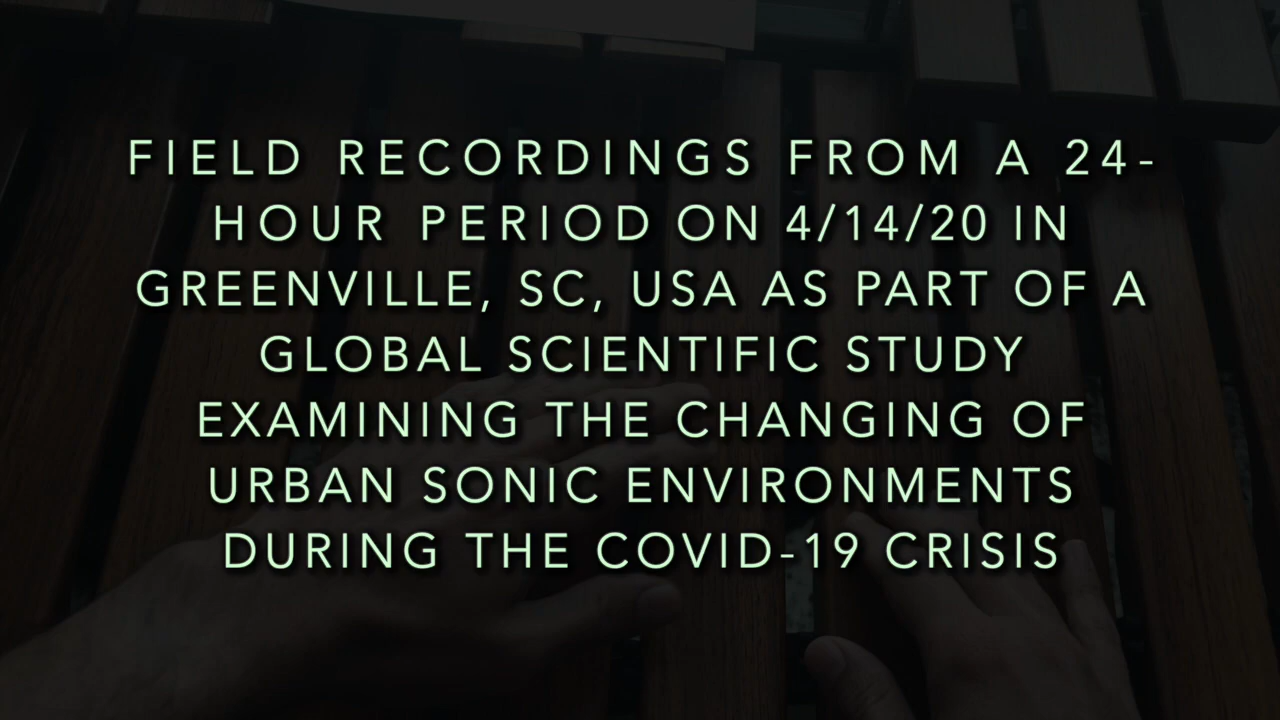 FIELD RECORDINGS FROM A 24-
HOUR PERIOD ON 4/14/20 IN
GREENVILLE, SC, USA AS PART OF A
GLOBAL SCIENTIFIC STUDY
EXAMINING THE CHANGING OF
URBAN SONIC ENVIRONMENTS
DURING THE COVID-19 CRISIS